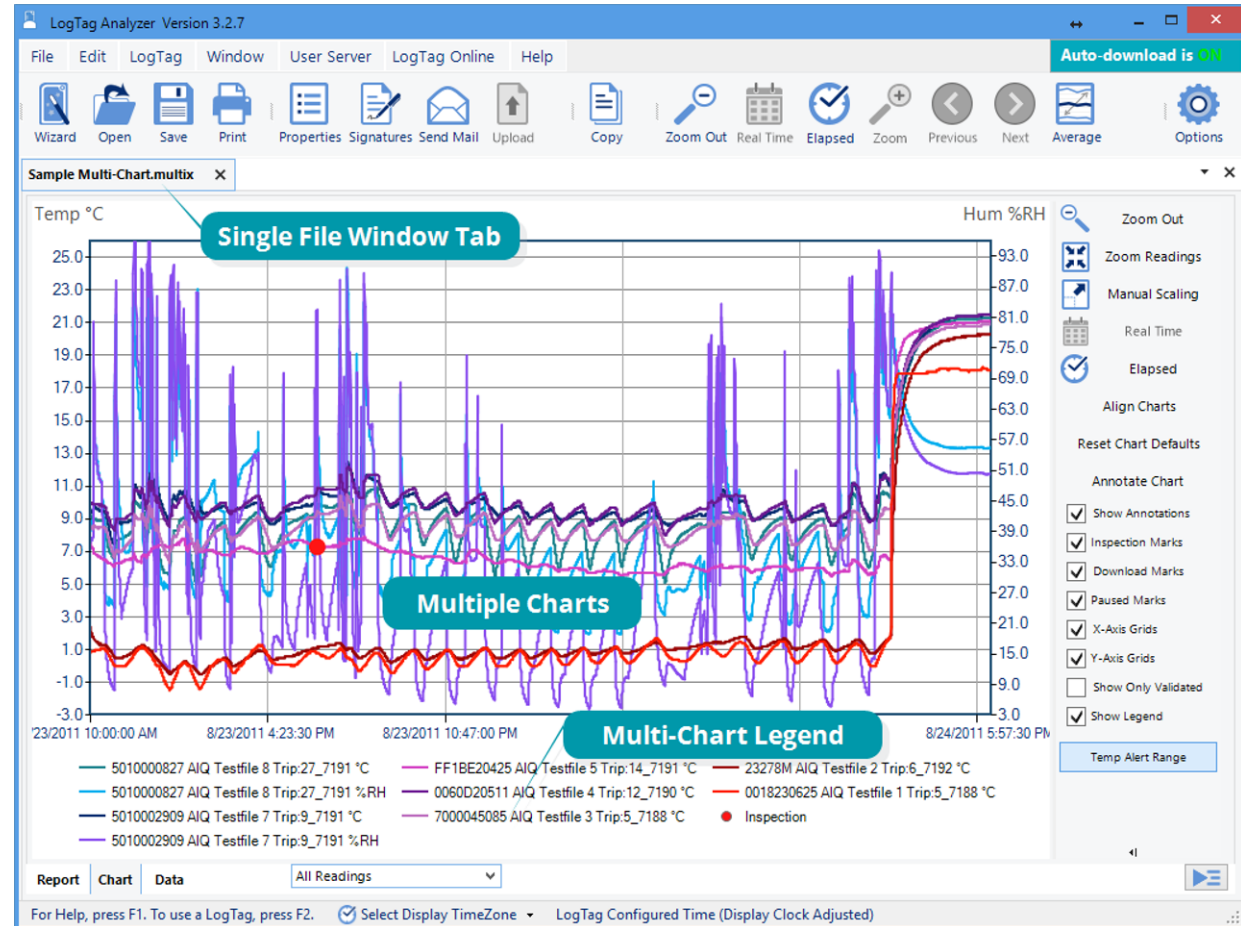 LogTag Analyzer Version 3.2.7
File Edit LogTag Window User Server LogTag Online Help
Auto-download is ON
Wizard Open Save Print Properties Signatures Send Mail Upload Copy Zoom Out Real Time Elapsed Zoom Previous Next Average Options
Sample Multi-Chart.multix
Temp °C
Hum %RH
Single File Window Tab
25.0
23.0
21.0
19.0
17.0
15.0
13.0
11.0
9.0
7.0
5.0
3.0
1.0
-1.0
-3.0
93.0
87.0
81.0
75.0
69.0
63.0
57.0
51.0
45.0
39.0
33.0
27.0
21.0
15.0
9.0
3.0
Multiple Charts
Multi-Chart Legend
'23/2011 10:00:00 AM 8/23/2011 4:23:30 PM 8/23/2011 10:47:00 PM 8/24/2011 5:57:30 PM
5010000827 AIQ Testfile 8 Trip:27_7191 °C FF1BE20425 AIQ Testfile 5 Trip:14_7191 °C 23278M AIQ Testfile 2 Trip:6_7192 °C
5010000827 AIQ Testfile 8 Trip:27_7191 %RH 0060D20511 AIQ Testfile 4 Trip:12_7190 °C 0018230625 AIQ Testfile 1 Trip:5_7188 °C
5010002909 AIQ Testfile 7 Trip:9_7191 °C 7000045085 AIQ Testfile 3 Trip:5_7188 °C Inspection
5010002909 AIQ Testfile 7 Trip:9_7191 %RH
Zoom Out
Zoom Readings
Manual Scaling
Real Time
Elapsed
Align Charts
Reset Chart Defaults
Annotate Chart
Show Annotations
Inspection Marks
Download Marks
Paused Marks
X-Axis Grids
Y-Axis Grids
Show Only Validated
Show Legend
Temp Alert Range
Report Chart Data All Readings
For Help, press F1. To use a LogTag, press F2. Select Display TimeZone LogTag Configured Time (Display Clock Adjusted)